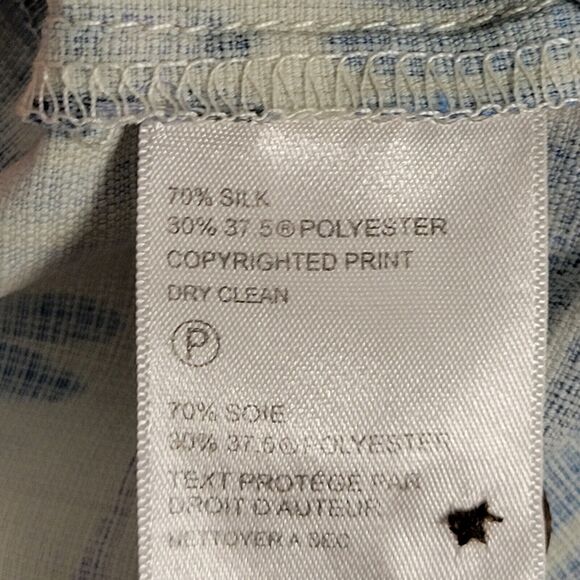 70% SILK
30% 37.5® POLYESTER
COPYRIGHTED PRINT
DRY CLEAN
P
70% SOIE
30% 37.5® POLYESTER
TEXT PROTÉGÉ PAR
DROIT D'AUTEUR
NETTOYER A SEC